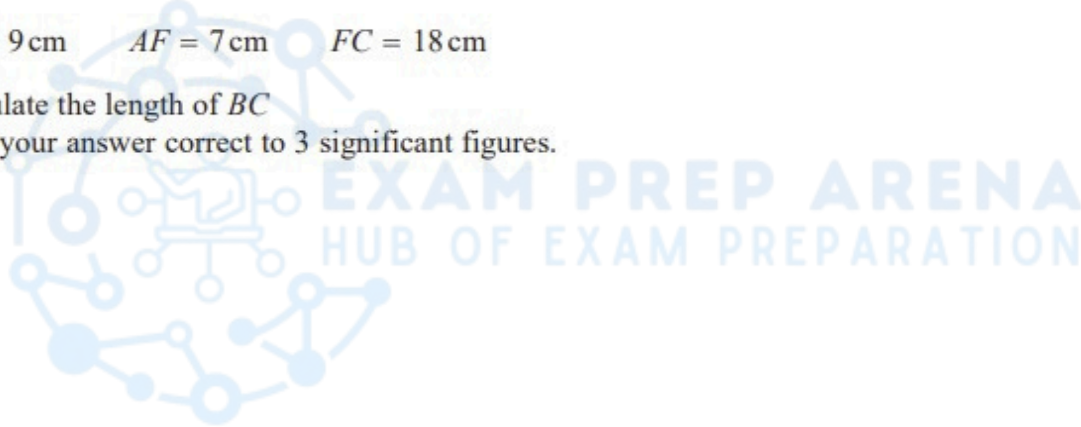 9 cm AF = 7 cm FC = 18 cm
late the length of BC
your answer correct to 3 significant figures.
EXAM PREP ARENA
HUB OF EXAM PREPARATION